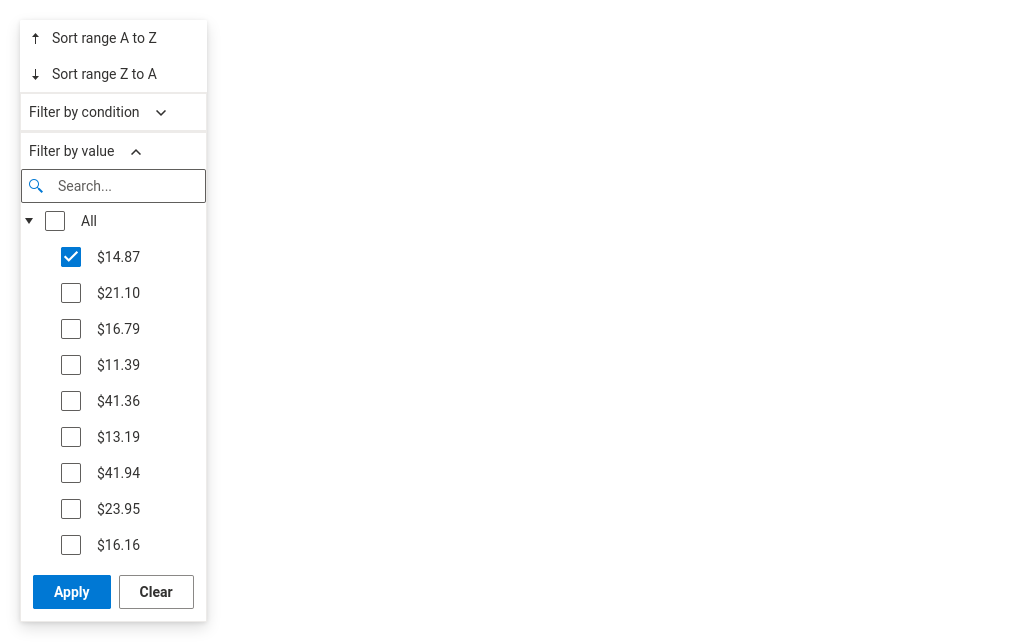 Sort range A to Z
Sort range Z to A
Filter by condition
Filter by value
Search...
All
$14.87
$21.10
$16.79
$11.39
$41.36
$13.19
$41.94
$23.95
$16.16
Apply Clear